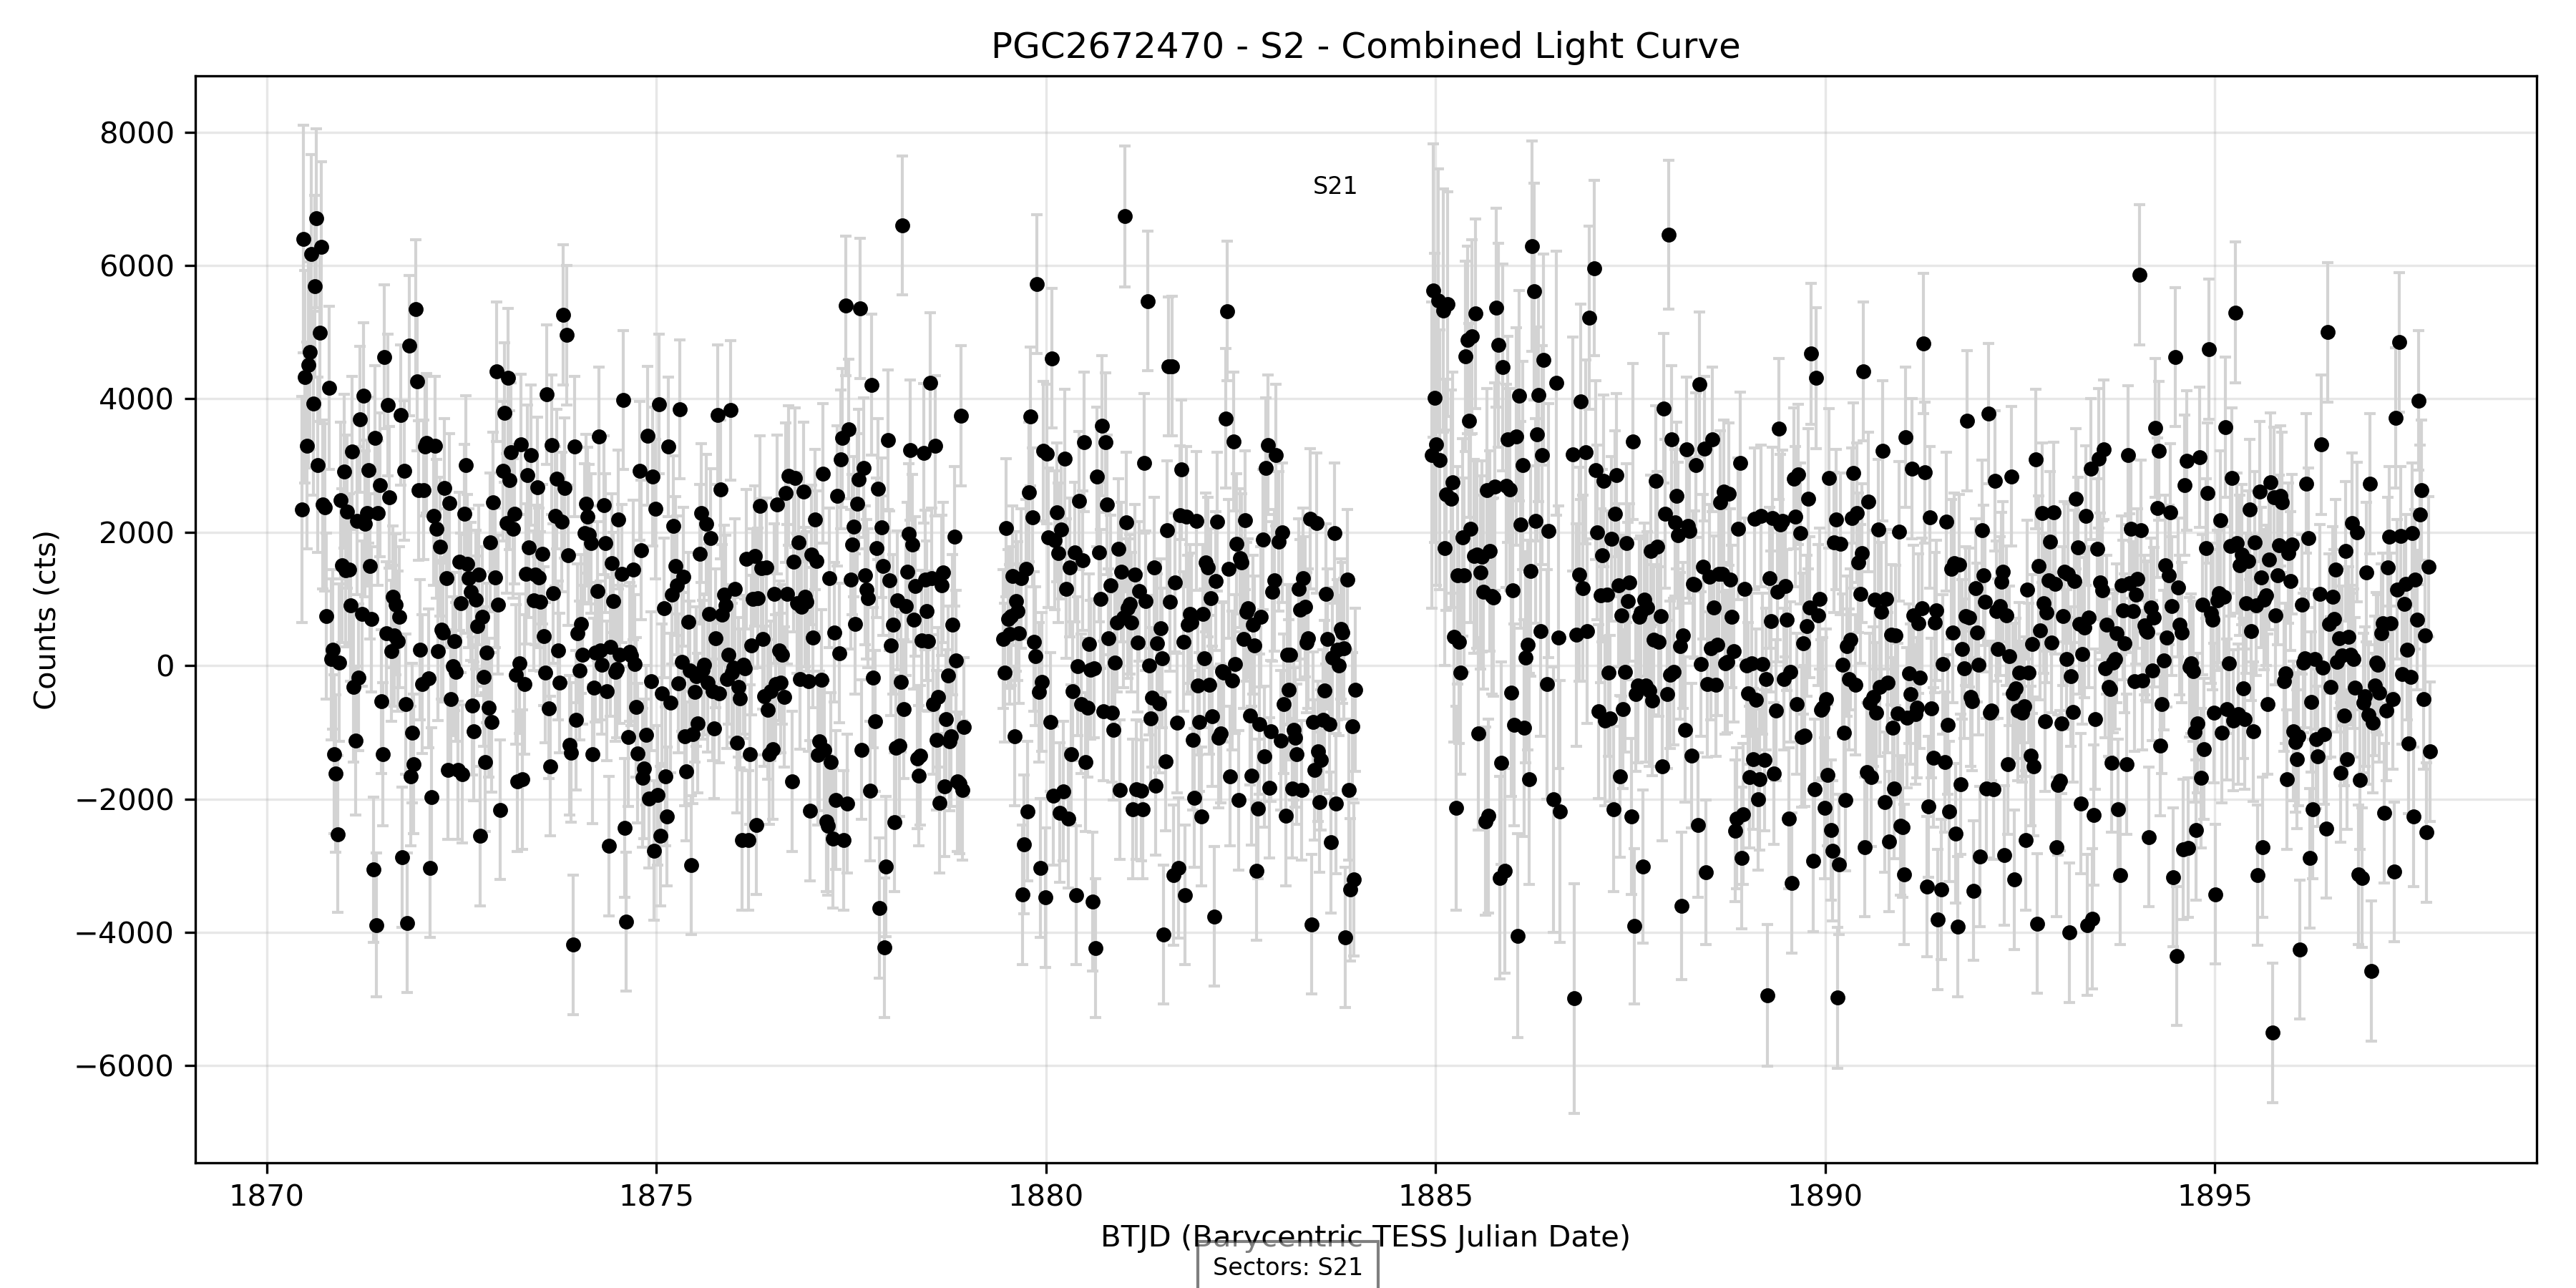 PGC2672470 - S2 - Combined Light Curve
8000
6000
4000
2000
0
−2000
−4000
−6000
Counts (cts)
S21
1870 1875 1880 1885 1890 1895
BTJD (Barycentric TESS Julian Date)
Sectors: S21